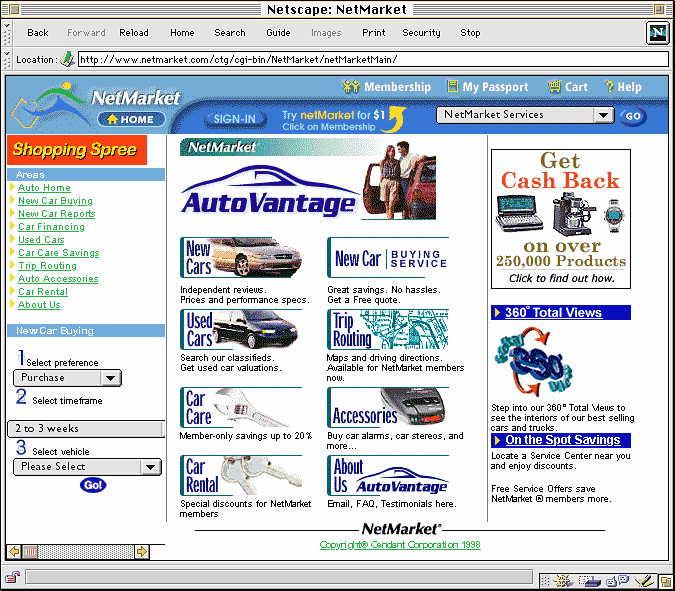 Netscape: NetMarket
Back Forward Reload Home Search Guide Images Print Security Stop
Location: http://www.netmarket.com/ctg/cgi-bin/NetMarket/netMarketMain/
N
Membership My Passport Cart ? Help
NetMarket
HOME
SIGN-IN
Try netMarket for $1
Click on Membership
NetMarket Services
GO
Shopping Spree
Areas
Auto Home
New Car Buying
New Car Reports
Car Financing
Used Cars
Car Care Savings
Trip Routing
Auto Accessories
Car Rental
About Us
New Car Buying
1 Select preference
Purchase
2 Select timeframe
2 to 3 weeks
3 Select vehicle
Please Select
Go!
NetMarket
AutoVantage
New
Cars
Independent reviews.
Prices and performance specs.
New Car BUYING
SERVICE
Great savings. No hassles.
Get a Free quote.
Used
Cars
Search our classifieds.
Get used car valuations.
Trip
Routing
Maps and driving directions.
Available for NetMarket members
now.
Car
Care
Member-only savings up to 20%
Accessories
Buy car alarms, car stereos, and
more...
Car
Rental
Special discounts for NetMarket
members
About
Us AutoVantage
Email, FAQ, Testimonials here.
NetMarket®
Copyright® Cendant Corporation 1998
Get
Cash Back
on over
250,000 Products
Click to find out how.
360° Total Views
360
Step into our 360° Total Views to
see the interiors of our best selling
cars and trucks.
On the Spot Savings
Locate a Service Center near you
and enjoy discounts.
Free Service Offers save
NetMarket ® members more.